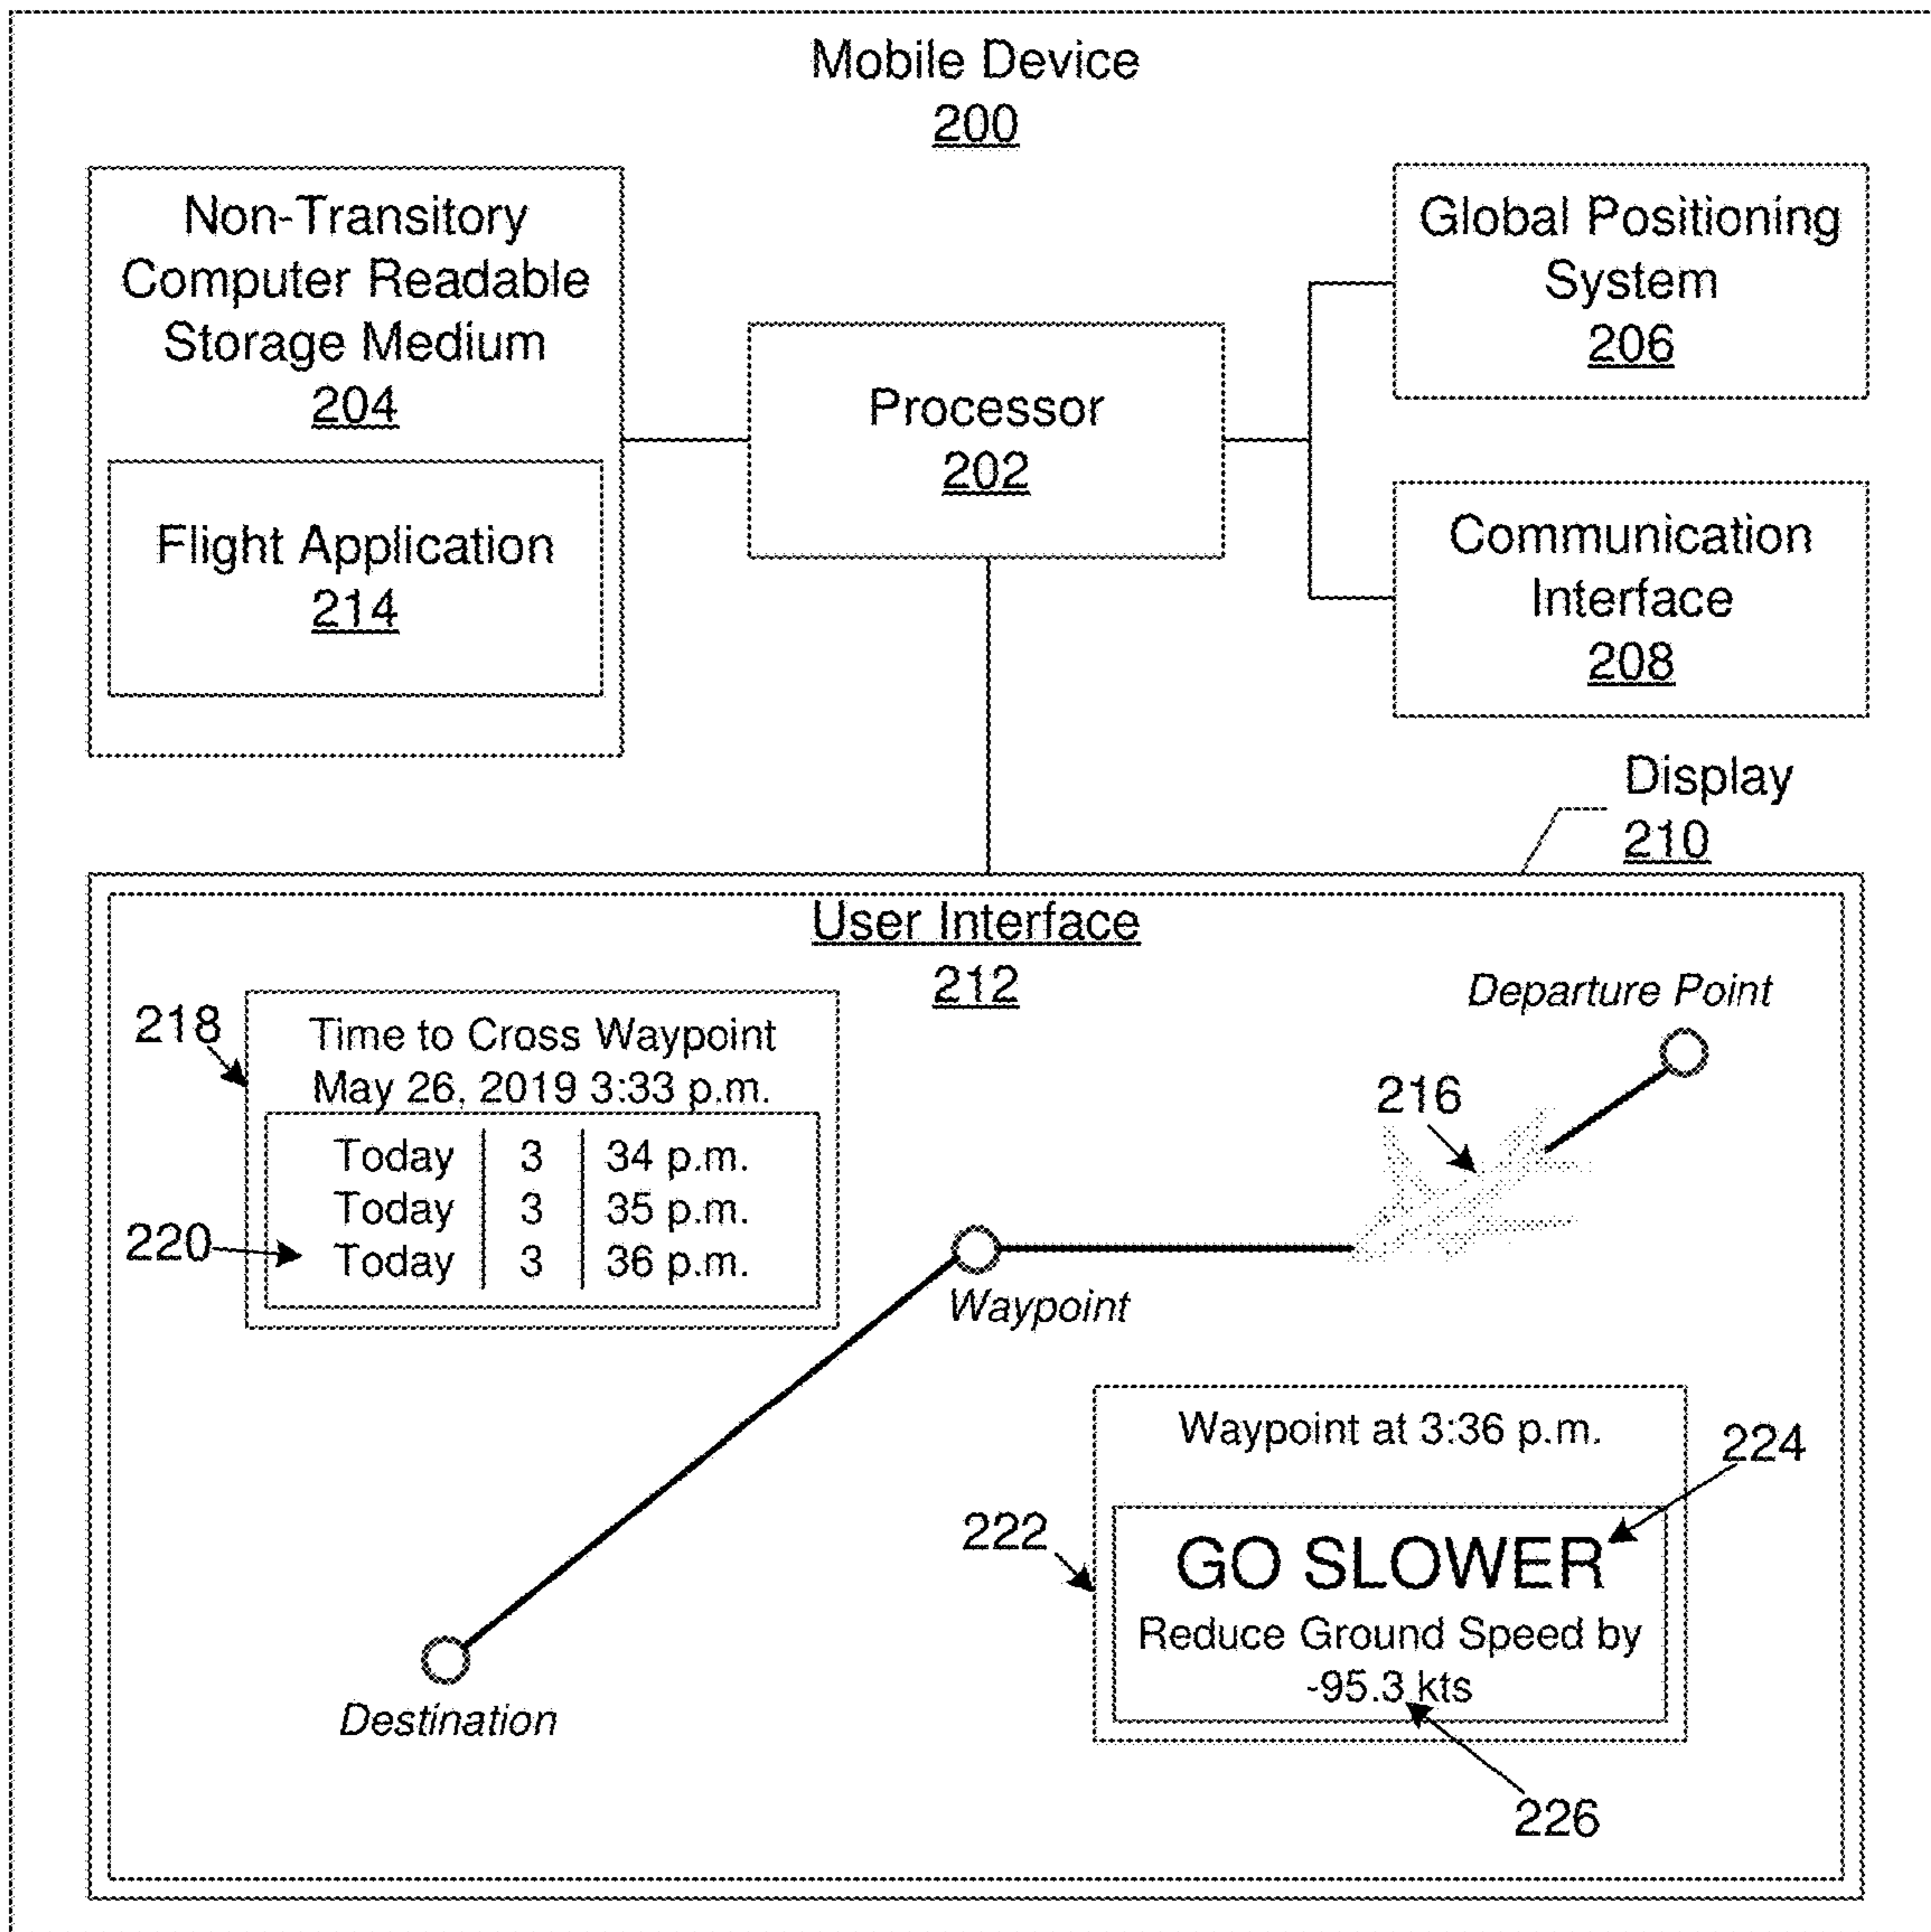 Mobile Device
200
Non-Transitory
Computer Readable
Storage Medium
204
Flight Application
214
Processor
202
Global Positioning
System
206
Communication
Interface
208
Display
210
User Interface
212
218
Time to Cross Waypoint
May 26, 2019 3:33 p.m.
Today 3 34 p.m.
Today 3 35 p.m.
Today 3 36 p.m.
220
Departure Point
216
Waypoint
Destination
Waypoint at 3:36 p.m.
224
222
GO SLOWER
Reduce Ground Speed by
-95.3 kts
226